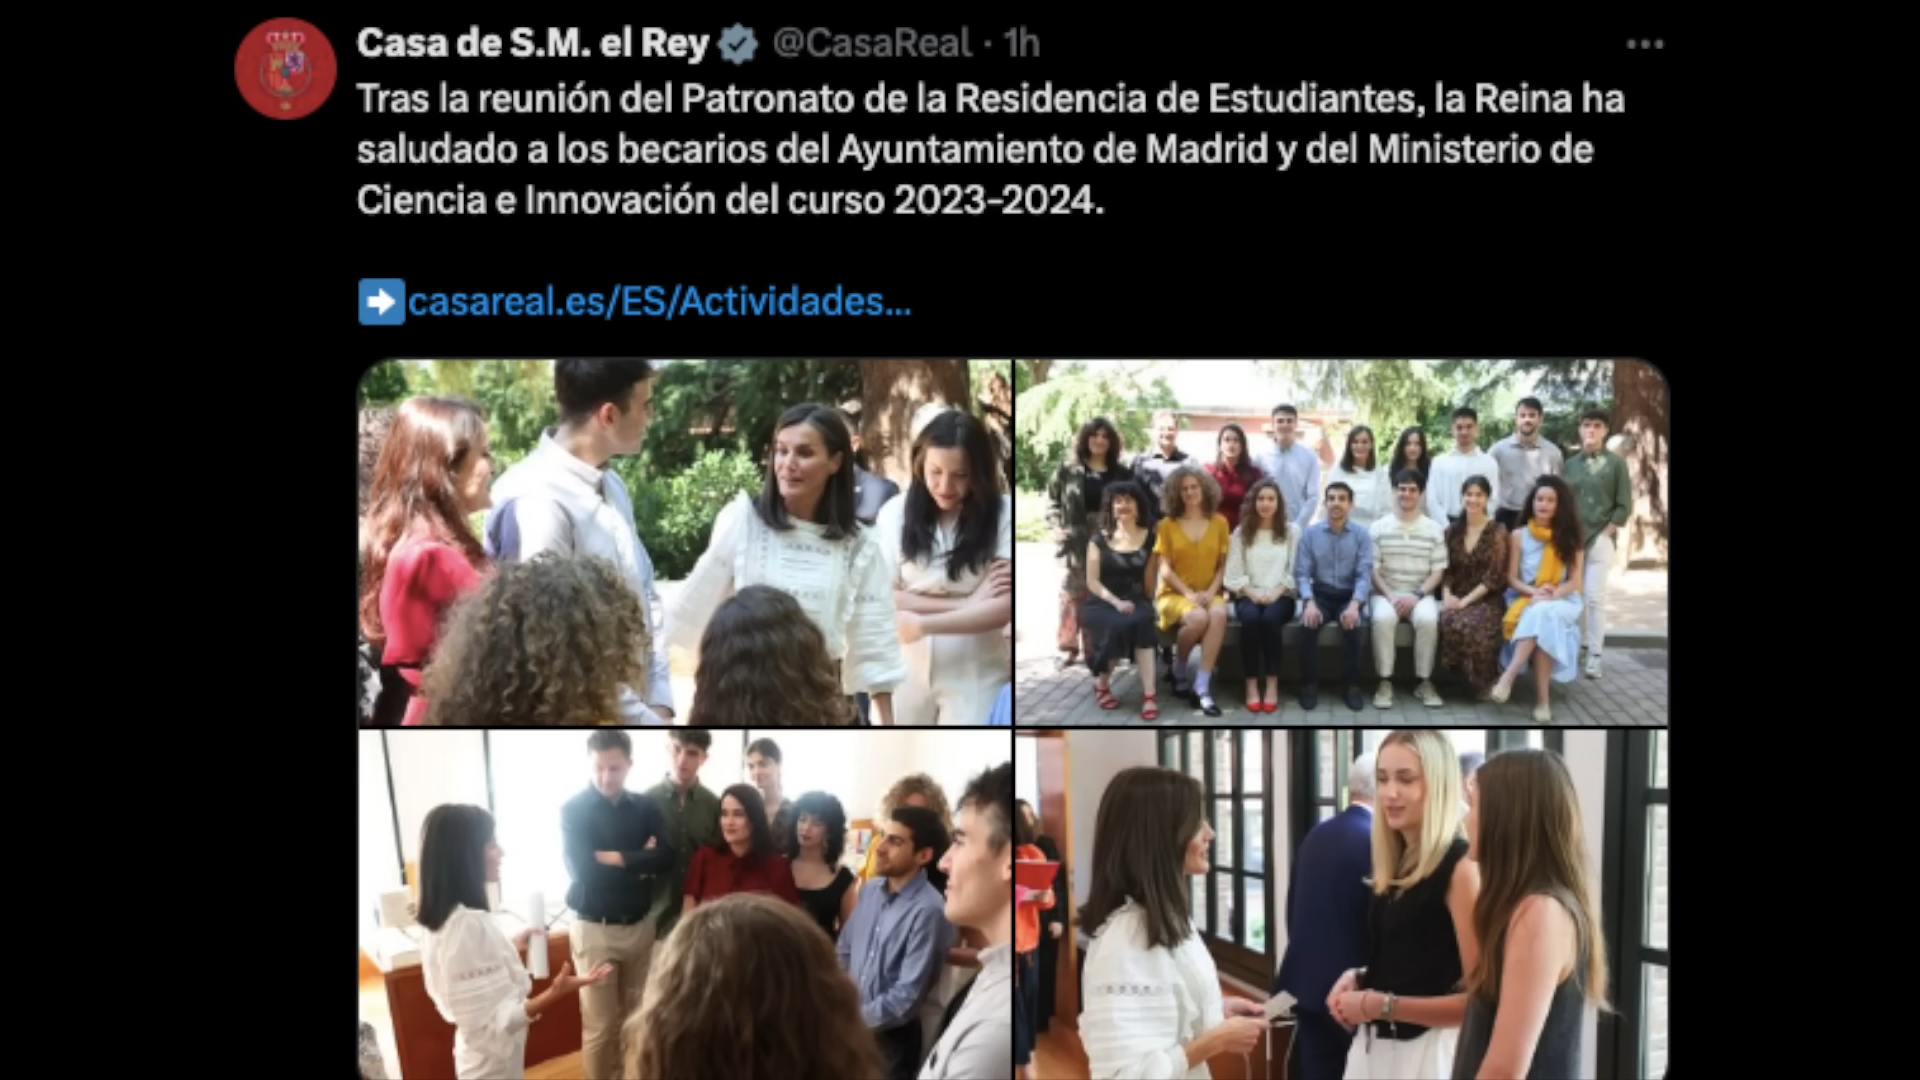 Casa de S.M. el Rey @CasaReal · 1h
Tras la reunión del Patronato de la Residencia de Estudiantes, la Reina ha
saludado a los becarios del Ayuntamiento de Madrid y del Ministerio de
Ciencia e Innovación del curso 2023-2024.
casareal.es/ES/Actividades...